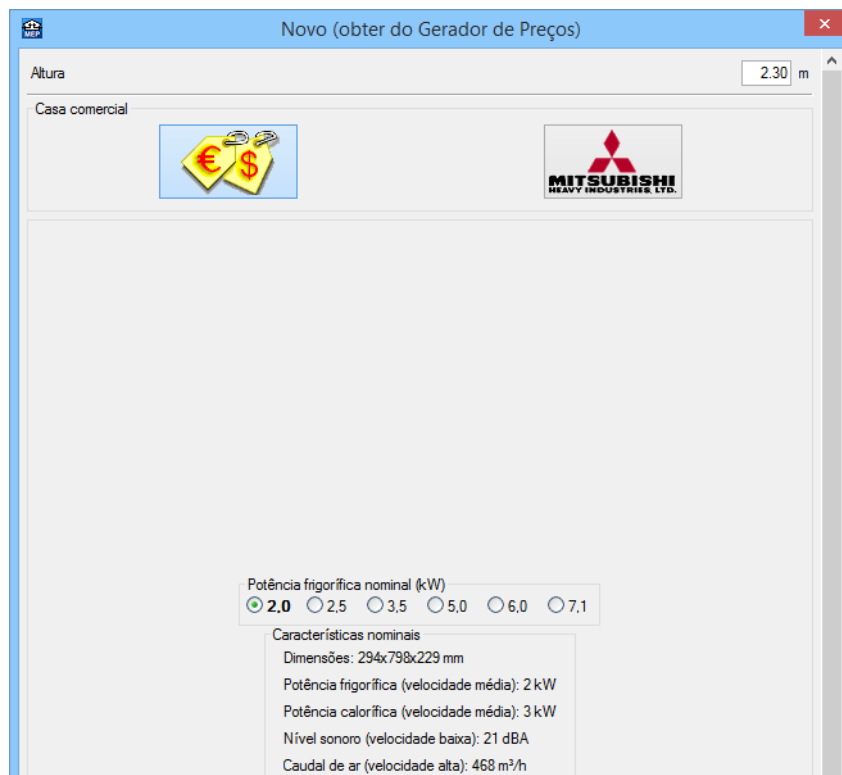 MEP
Novo (obter do Gerador de Preços)
Altura
2.30 m
Casa comercial
€ $
MITSUBISHI
HEAVY INDUSTRIES, LTD.
Potência frigorífica nominal (kW)
2,0 2,5 3,5 5,0 6,0 7,1
Características nominais
Dimensões: 294x798x229 mm
Potência frigorífica (velocidade média): 2 kW
Potência calorífica (velocidade média): 3 kW
Nível sonoro (velocidade baixa): 21 dBA
Caudal de ar (velocidade alta): 468 m³/h